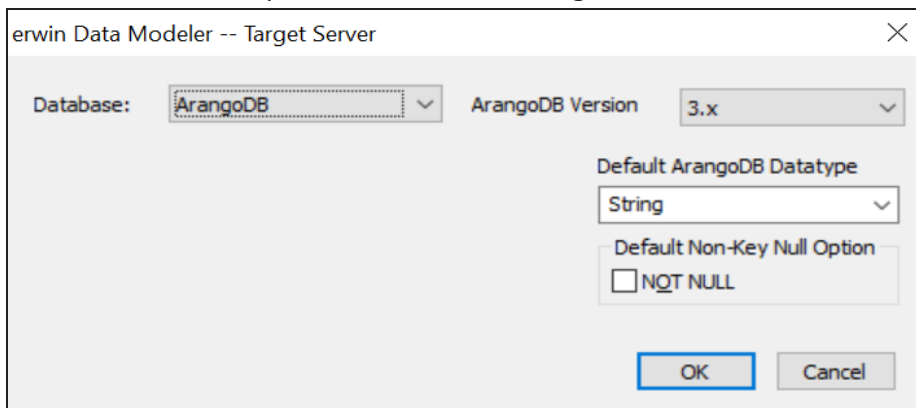 erwin Data Modeler -- Target Server
Database: ArangoDB ArangoDB Version 3.x
Default ArangoDB Datatype
String
Default Non-Key Null Option
NOT NULL
OK Cancel